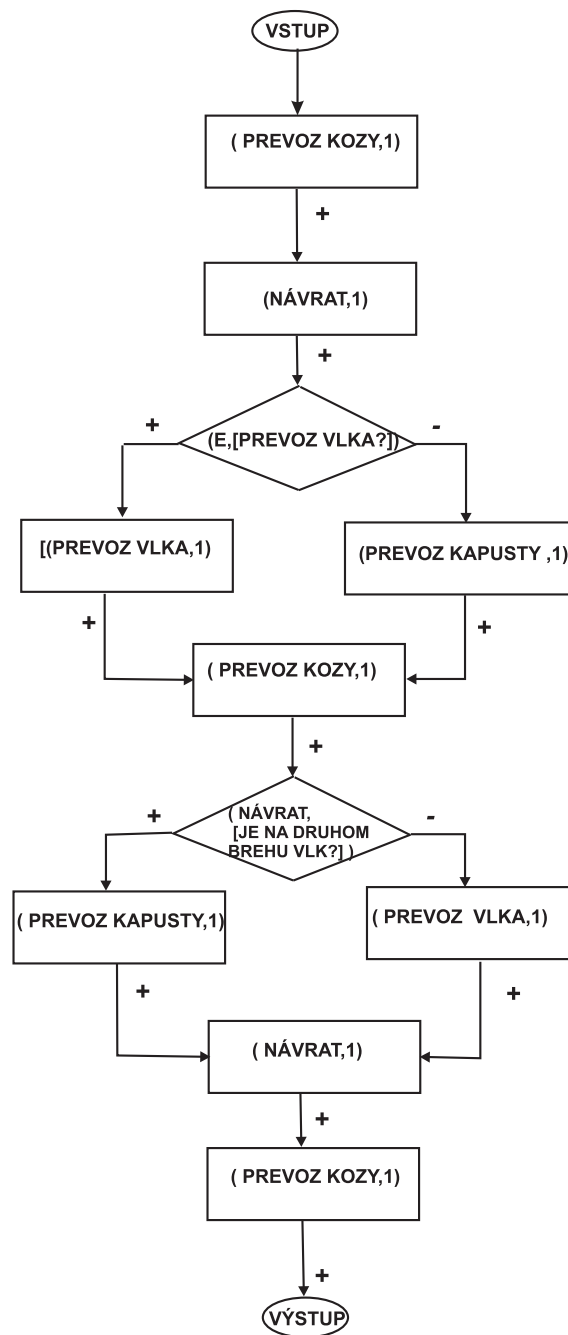 VSTUP
( PREVOZ KOZY,1)
+
(NÁVRAT,1)
+
+
(E,[PREVOZ VLKA?])
-
[(PREVOZ VLKA,1)
(PREVOZ KAPUSTY ,1)
+
+
( PREVOZ KOZY,1)
+
+
( NÁVRAT,
[JE NA DRUHOM
BREHU VLK?] )
-
( PREVOZ KAPUSTY,1)
( PREVOZ VLKA,1)
+
+
( NÁVRAT,1)
+
( PREVOZ KOZY,1)
+
VÝSTUP